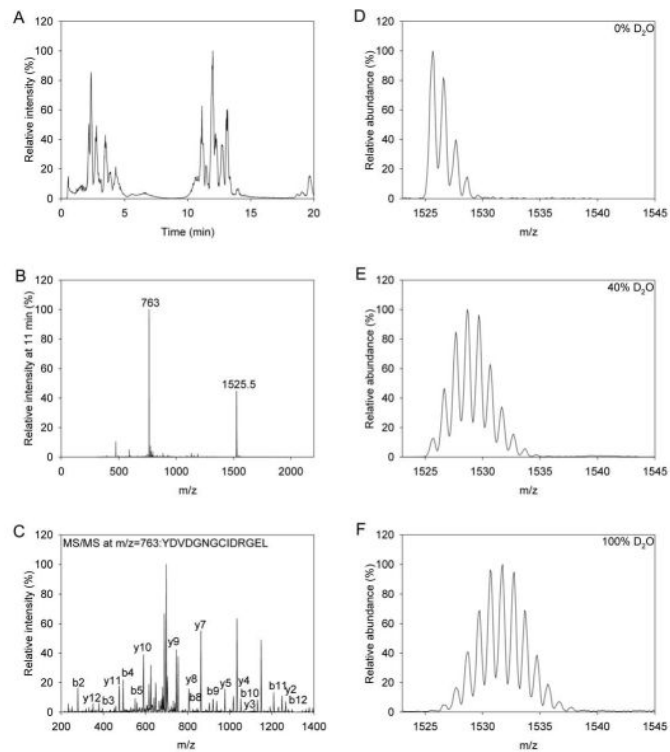 A
Relative intensity (%)
120
100
80
60
40
20
0
0 5 10 15 20
Time (min)
B
Relative intensity at 11 min (%)
120
100
80
60
40
20
0
763
1525.5
0 500 1000 1500 2000
m/z
C
MS/MS at m/z=763:YDVDGNGCIDRGEL
Relative intensity (%)
120
100
80
60
40
20
0
b2
y12
b3
y11
b4
b5
y10
y9
y8
b8
y7
b9
y5
y4
b10
y3
b11
y2
b12
200 400 600 800 1000 1200 1400
m/z
D
0% D₂O
Relative abundance (%)
120
100
80
60
40
20
0
1525 1530 1535 1540 1545
m/z
E
40% D₂O
Relative abundance (%)
120
100
80
60
40
20
0
1525 1530 1535 1540 1545
m/z
F
100% D₂O
Relative abundance (%)
120
100
80
60
40
20
0
1525 1530 1535 1540 1545
m/z